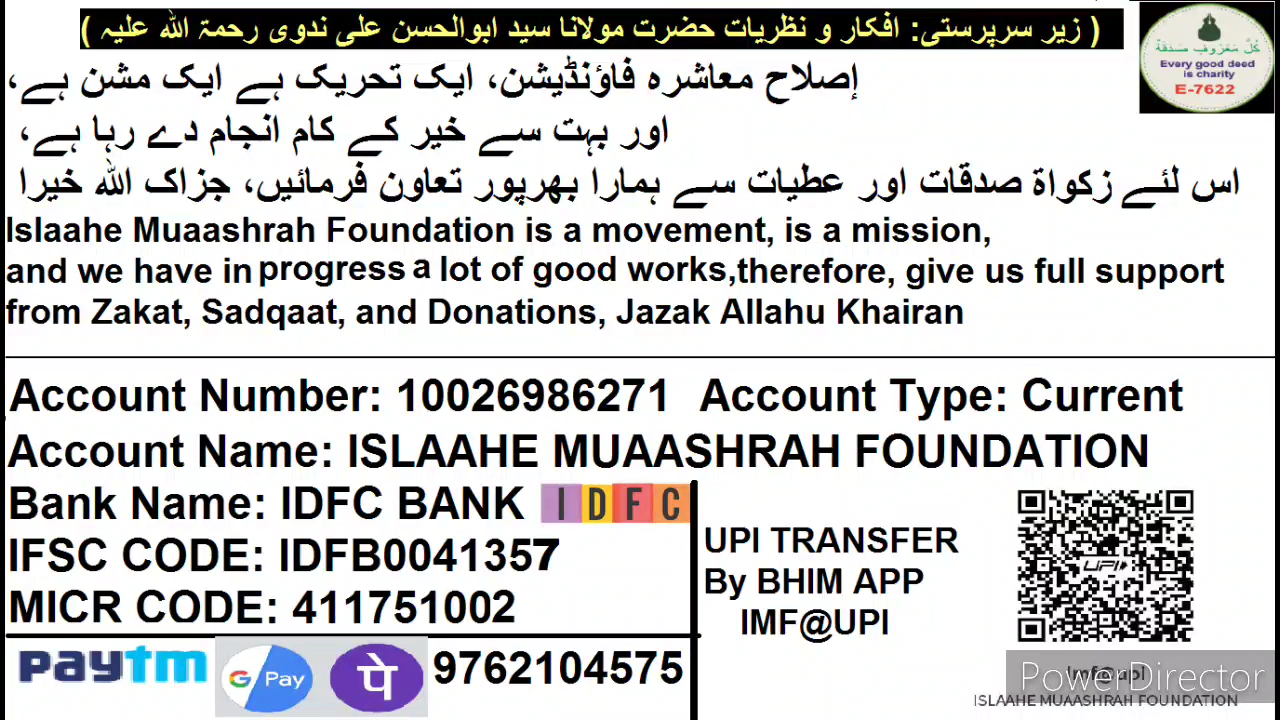 ( زیر سرپرستی: افکار و نظریات حضرت مولانا سید ابوالحسن علی ندوی رحمۃ اللہ علیہ )
كُلُّ مَعْرُوفٍ صَدَقَةٌ
Every good deed
is charity
E-7622
إصلاح معاشرہ فاؤنڈیشن، ایک تحریک ہے ایک مشن ہے،
اور بہت سے خیر کے کام انجام دے رہا ہے،
اس لئے زکواة صدقات اور عطیات سے ہمارا بھرپور تعاون فرمائیں، جزاک اللہ خیرا
Islaahe Muaashrah Foundation is a movement, is a mission,
and we have in progress a lot of good works,therefore, give us full support
from Zakat, Sadqaat, and Donations, Jazak Allahu Khairan
Account Number: 10026986271 Account Type: Current
Account Name: ISLAAHE MUAASHRAH FOUNDATION
Bank Name: IDFC BANK IDFC
IFSC CODE: IDFB0041357
MICR CODE: 411751002
UPI TRANSFER
By BHIM APP
IMF@UPI
UPI
paytm G Pay पे 9762104575
Imf@upi
PowerDirector
ISLAAHE MUAASHRAH FOUNDATION